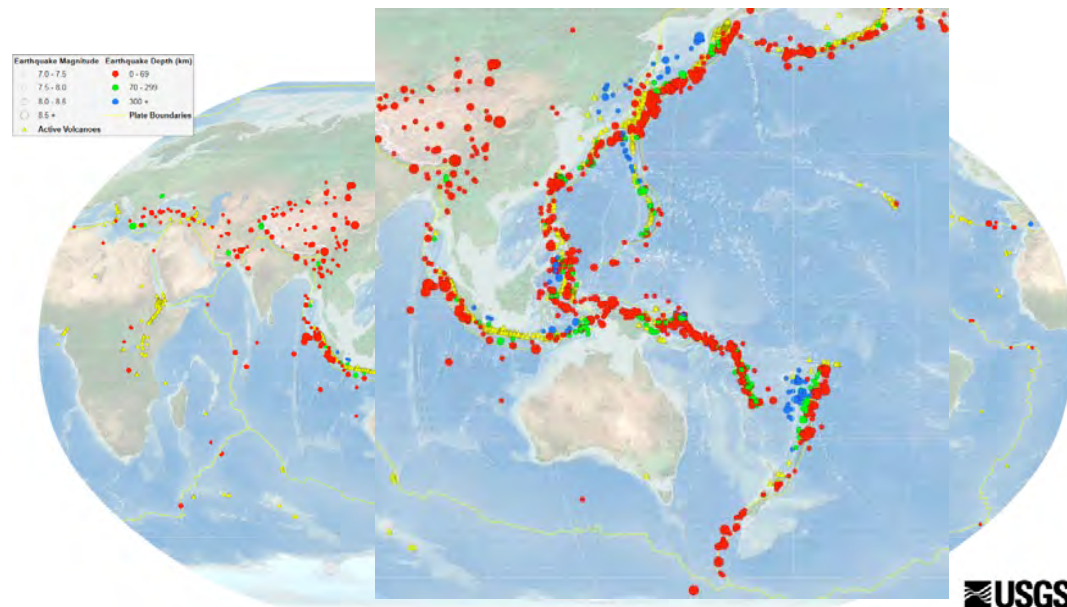 Earthquake Magnitude
7.0 - 7.5
7.5 - 8.0
8.0 - 8.5
8.5 +
Active Volcanoes
Earthquake Depth (km)
0 - 69
70 - 299
300 +
Plate Boundaries
USGS